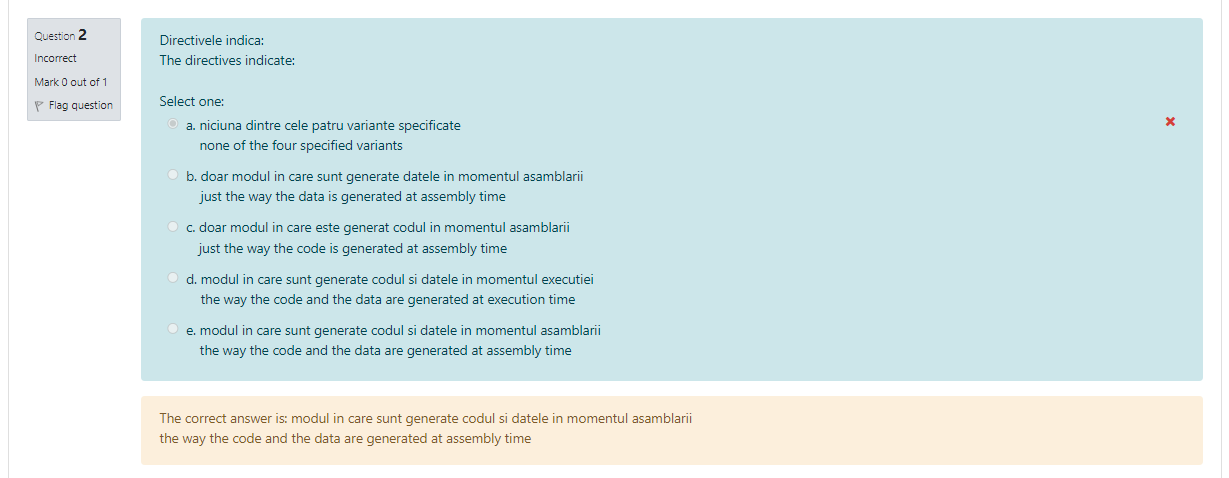 Question 2
Incorrect
Mark 0 out of 1
Flag question
Directivele indica:
The directives indicate:
Select one:
a. niciuna dintre cele patru variante specificate
none of the four specified variants
b. doar modul in care sunt generate datele in momentul asamblarii
just the way the data is generated at assembly time
c. doar modul in care este generat codul in momentul asamblarii
just the way the code is generated at assembly time
d. modul in care sunt generate codul si datele in momentul executiei
the way the code and the data are generated at execution time
e. modul in care sunt generate codul si datele in momentul asamblarii
the way the code and the data are generated at assembly time
The correct answer is: modul in care sunt generate codul si datele in momentul asamblarii
the way the code and the data are generated at assembly time